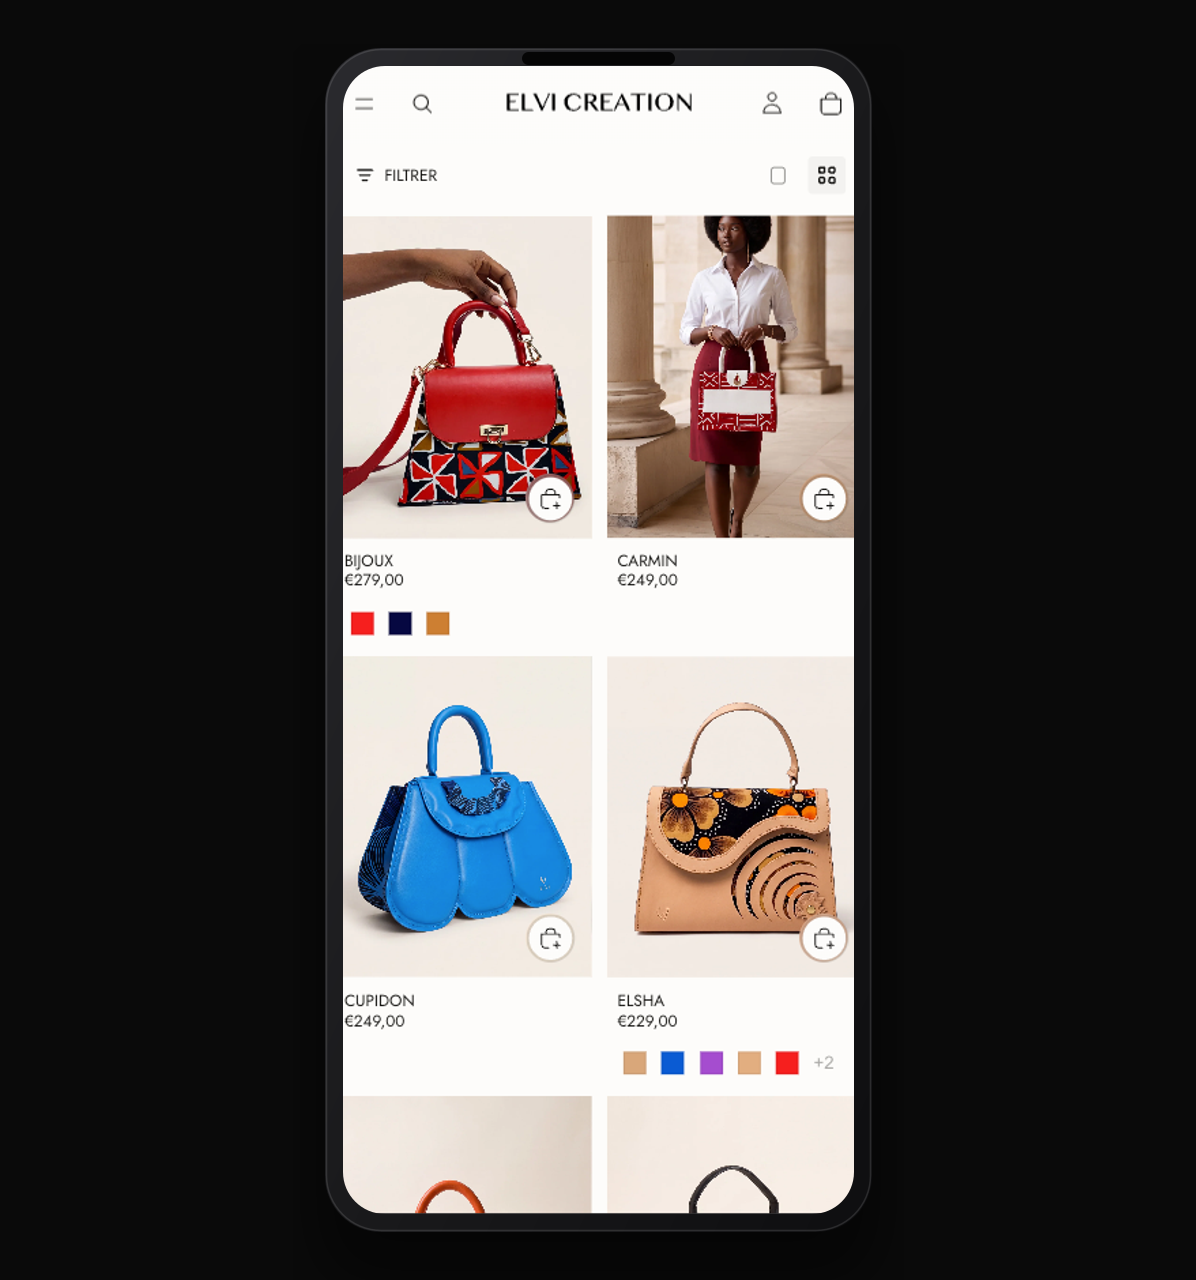 ELVI CREATION
FILTRER
BIJOUX
€279,00
CARMIN
€249,00
CUPIDON
€249,00
ELSHA
€229,00
+2